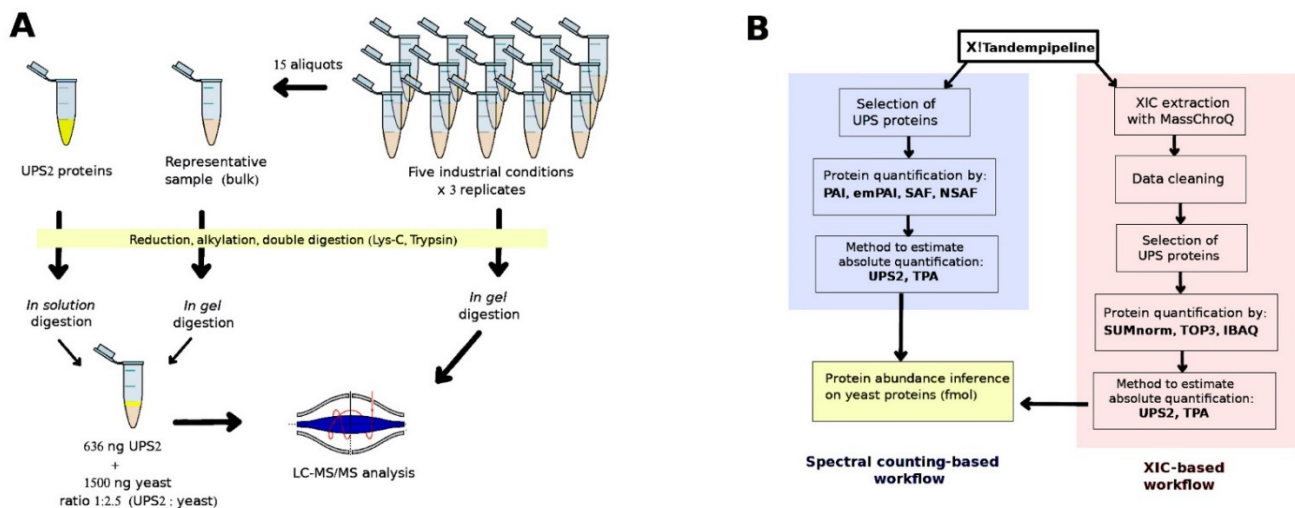 A
15 aliquots
UPS2 proteins
Representative
sample (bulk)
Five industrial conditions
x 3 replicates
Reduction, alkylation, double digestion (Lys-C, Trypsin)
In solution
digestion
In gel
digestion
In gel
digestion
636 ng UPS2
+
1500 ng yeast
ratio 1:2.5 (UPS2 : yeast)
LC-MS/MS analysis
B
X!Tandempipeline
Selection of
UPS proteins
Protein quantification by:
PAI, emPAI, SAF, NSAF
Method to estimate
absolute quantification:
UPS2, TPA
Protein abundance inference
on yeast proteins (fmol)
Spectral counting-based
workflow
XIC extraction
with MassChroQ
Data cleaning
Selection of
UPS proteins
Protein quantification by:
SUMnorm, TOP3, IBAQ
Method to estimate
absolute quantification:
UPS2, TPA
XIC-based
workflow